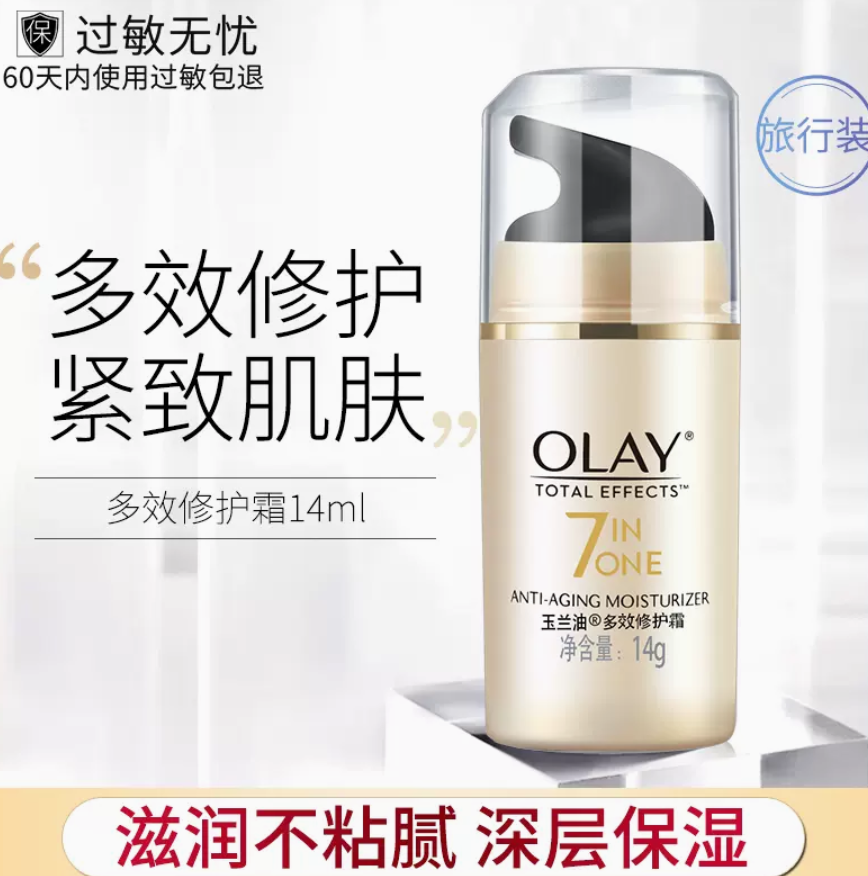 保 过敏无忧
60天内使用过敏包退
旅行装
“多效修护
紧致肌肤”
多效修护霜14ml
OLAY®
TOTAL EFFECTS™
7 IN
ONE
ANTI-AGING MOISTURIZER
玉兰油®多效修护霜
净含量：14g
滋润不粘腻 深层保湿